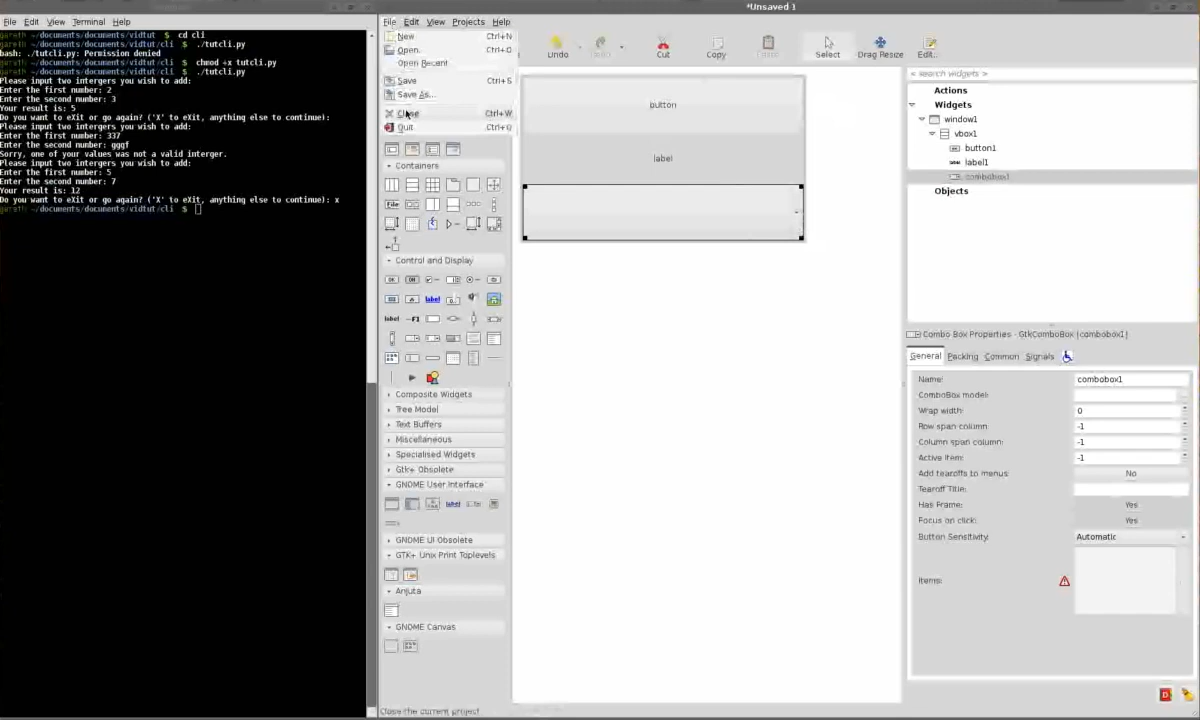 *Unsaved 1
File Edit View Terminal Help
gareth ~/documents/documents/vidtut $ cd cli
gareth ~/documents/documents/vidtut/cli $ ./tutcli.py
bash: ./tutcli.py: Permission denied
gareth ~/documents/documents/vidtut/cli $ chmod +x tutcli.py
gareth ~/documents/documents/vidtut/cli $ ./tutcli.py
Please input two intergers you wish to add:
Enter the first number: 2
Enter the second number: 3
Your result is: 5
Do you want to eXit or go again? ('X' to eXit, anything else to continue):
Please input two intergers you wish to add:
Enter the first number: 337
Enter the second number: gggf
Sorry, one of your values was not a valid interger.
Please input two intergers you wish to add:
Enter the first number: 5
Enter the second number: 7
Your result is: 12
Do you want to eXit or go again? ('X' to eXit, anything else to continue): x
gareth ~/documents/documents/vidtut/cli $
File Edit View Projects Help
New Ctrl+N
Open. Ctrl+O
Open Recent
Save Ctrl+S
Save As...
Close Ctrl+W
Quit Ctrl+Q
Undo Cut Copy Select Drag Resize Edit..
Containers
File
Control and Display
label
label
Composite Widgets
Tree Model
Text Buffers
Miscellaneous
Specialised Widgets
Gtk+ Obsolete
GNOME User Interface
label
GNOME UI Obsolete
GTK+ Unix Print Toplevels
Anjuta
GNOME Canvas
Close the current project
button
label
< search widgets >
Actions
Widgets
window1
vbox1
button1
label1
combobox1
Objects
Combo Box Properties - GtkComboBox [combobox1]
General Packing Common Signals
Name: combobox1
ComboBox model:
Wrap width: 0
Row span column: -1
Column span column: -1
Active Item: -1
Add tearoffs to menus: No
Tearoff Title:
Has Frame: Yes
Focus on click: Yes
Button Sensitivity: Automatic
Items: